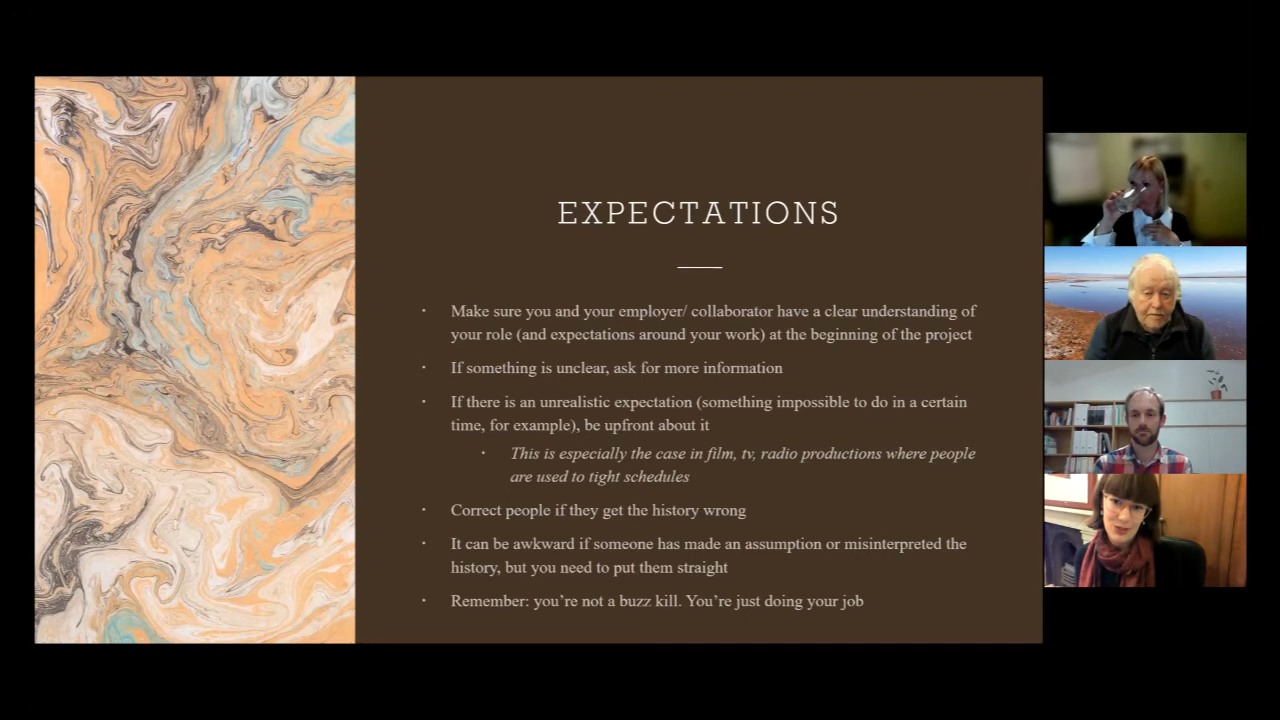 EXPECTATIONS
· Make sure you and your employer/ collaborator have a clear understanding of
your role (and expectations around your work) at the beginning of the project
· If something is unclear, ask for more information
· If there is an unrealistic expectation (something impossible to do in a certain
time, for example), be upfront about it
· This is especially the case in film, tv, radio productions where people
are used to tight schedules
· Correct people if they get the history wrong
· It can be awkward if someone has made an assumption or misinterpreted the
history, but you need to put them straight
· Remember: you’re not a buzz kill. You’re just doing your job